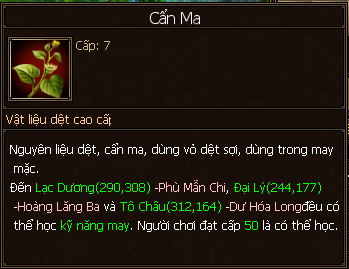 Cẩn Ma
Cấp: 7
Vật liệu dệt cao cấp
Nguyên liệu dệt, cẩn ma, dùng vỏ dệt sợi, dùng trong may
mặc.
Đến Lạc Dương(290,308) -Phù Mẫn Chi, Đại Lý(244,177)
-Hoàng Lăng Ba và Tô Châu(312,164) -Dư Hóa Longđều có
thể học kỹ năng may. Người chơi đạt cấp 50 là có thể học.